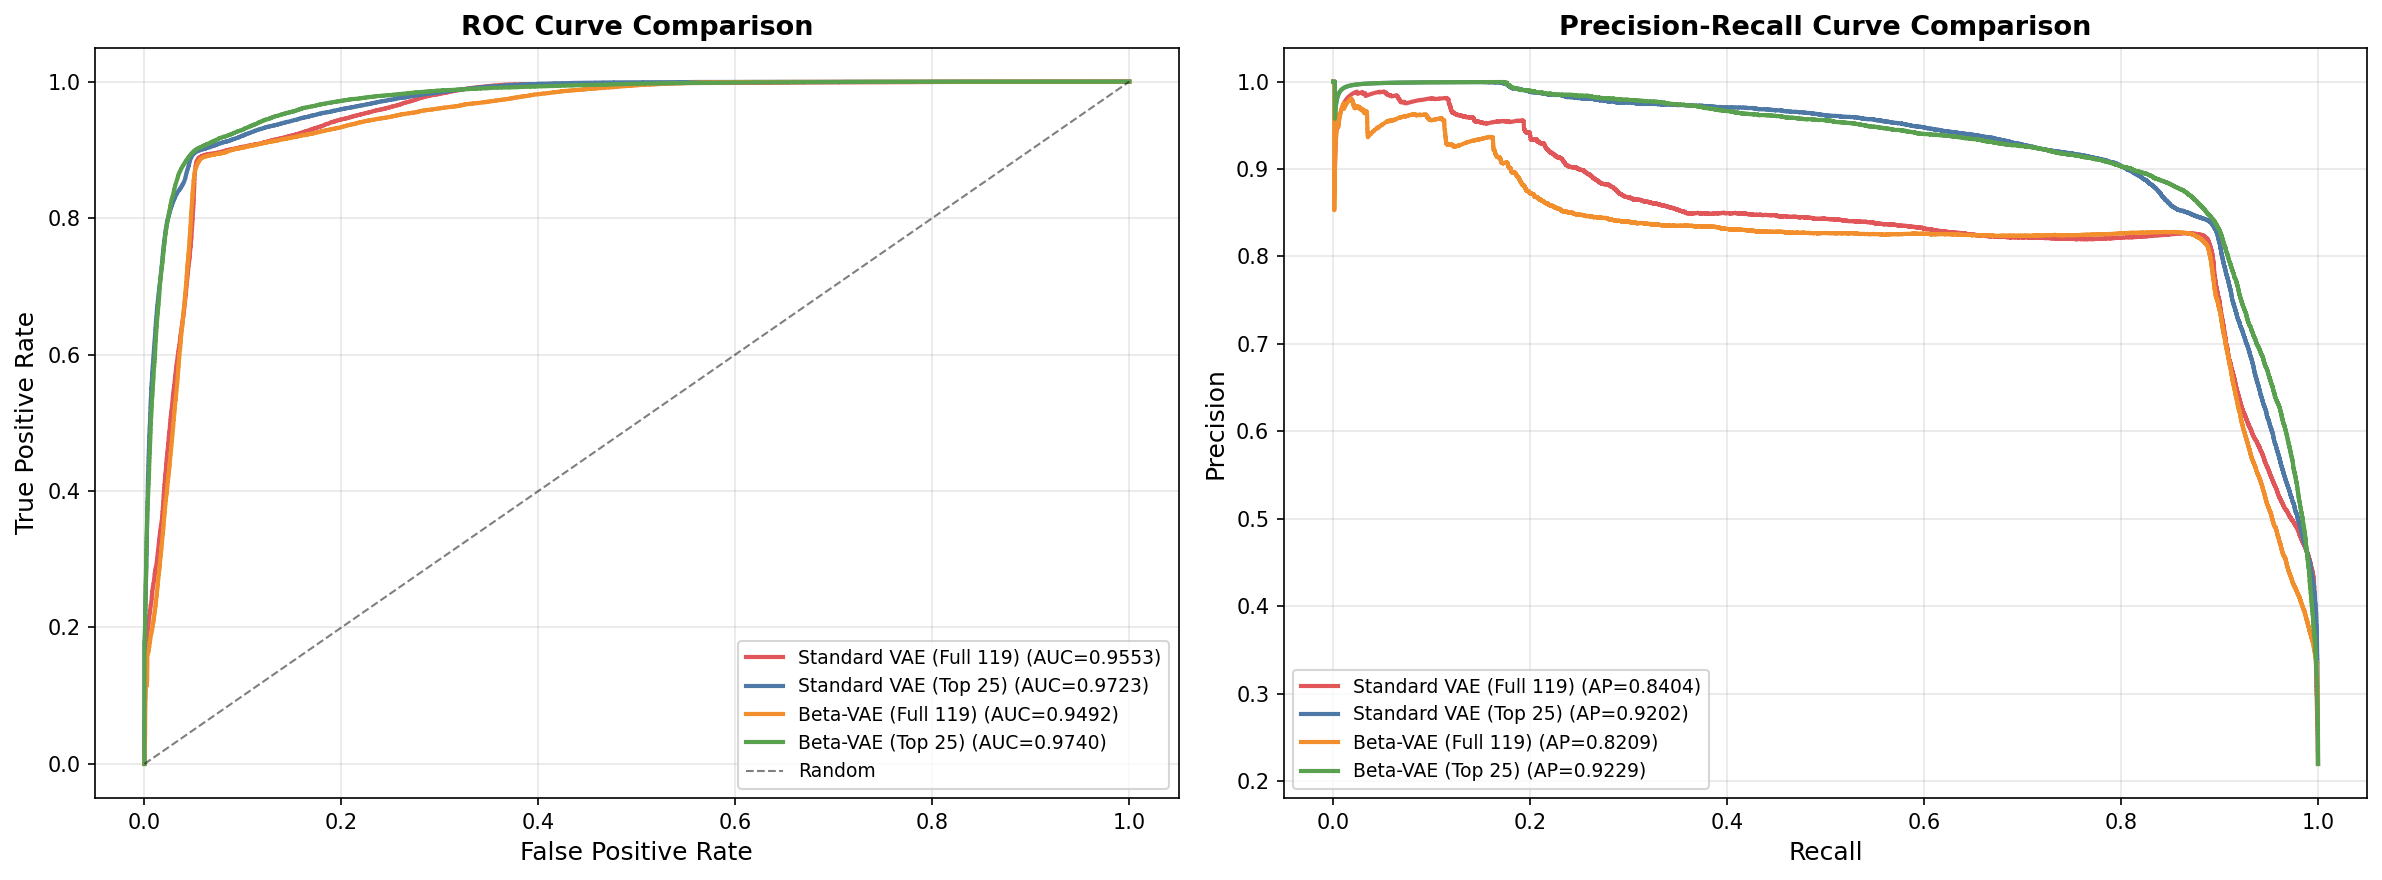 ROC Curve Comparison
True Positive Rate
1.0
0.8
0.6
0.4
0.2
0.0
Standard VAE (Full 119) (AUC=0.9553)
Standard VAE (Top 25) (AUC=0.9723)
Beta-VAE (Full 119) (AUC=0.9492)
Beta-VAE (Top 25) (AUC=0.9740)
Random
0.0 0.2 0.4 0.6 0.8 1.0
False Positive Rate
Precision-Recall Curve Comparison
Precision
1.0
0.9
0.8
0.7
0.6
0.5
0.4
0.3
0.2
Standard VAE (Full 119) (AP=0.8404)
Standard VAE (Top 25) (AP=0.9202)
Beta-VAE (Full 119) (AP=0.8209)
Beta-VAE (Top 25) (AP=0.9229)
0.0 0.2 0.4 0.6 0.8 1.0
Recall